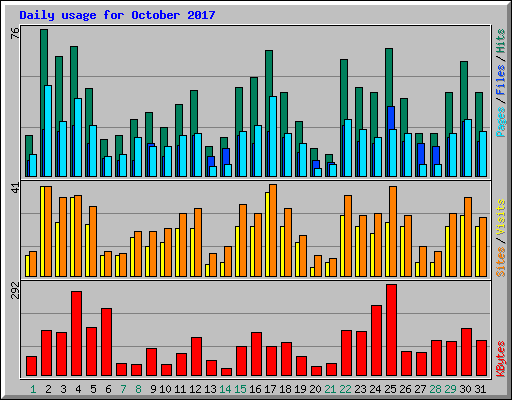 Daily usage for October 2017
76
Pages / Files / Hits
41
Sites / Visits
292
KBytes
1 2 3 4 5 6 7 8 9 10 11 12 13 14 15 16 17 18 19 20 21 22 23 24 25 26 27 28 29 30 31